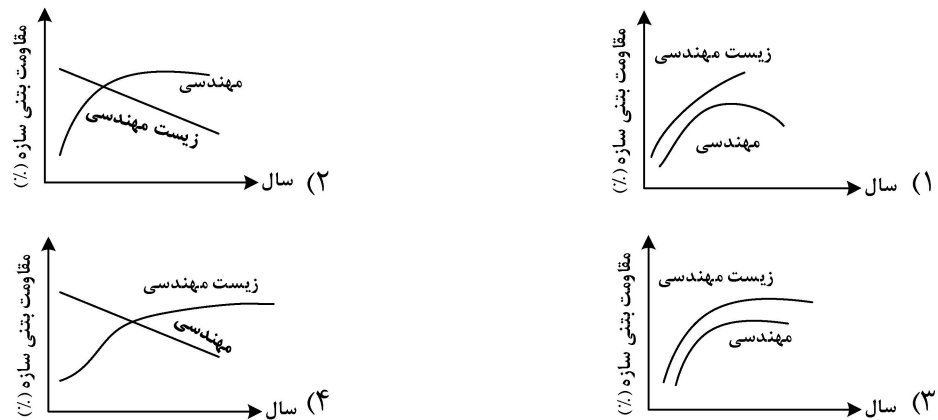 زیست مهندسی
مهندسی
مقاومت بتنی سازه (٪)
سال
۱)
مهندسی
زیست مهندسی
مقاومت بتنی سازه (٪)
سال
۲)
زیست مهندسی
مهندسی
مقاومت بتنی سازه (٪)
سال
۳)
زیست مهندسی
مهندسی
مقاومت بتنی سازه (٪)
سال
۴)